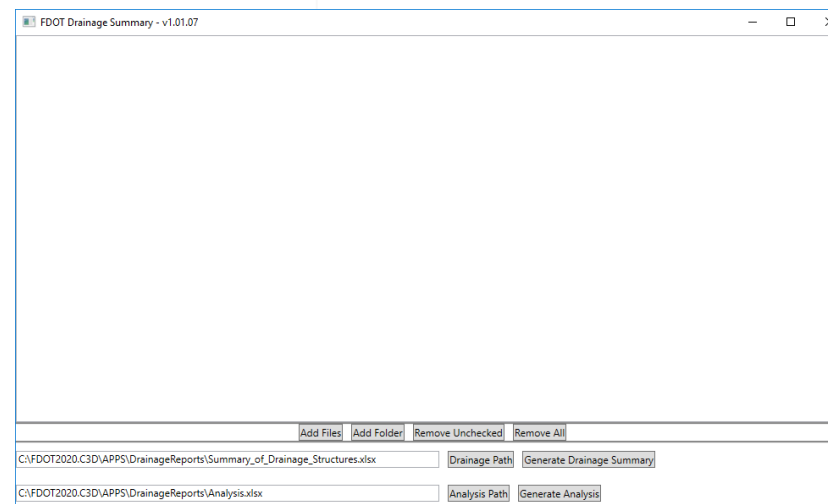 FDOT Drainage Summary - v1.01.07
Add Files Add Folder Remove Unchecked Remove All
C:\FDOT2020.C3D\APPS\DrainageReports\Summary_of_Drainage_Structures.xlsx Drainage Path Generate Drainage Summary
C:\FDOT2020.C3D\APPS\DrainageReports\Analysis.xlsx Analysis Path Generate Analysis